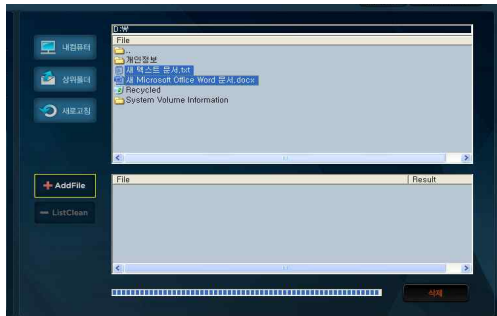 D:\
내컴퓨터
File
..
개인정보
새 텍스트 문서.txt
상위폴더
새 Microsoft Office Word 문서.docx
Recycled
System Volume Information
새로고침
AddFile
File Result
ListClean
삭제